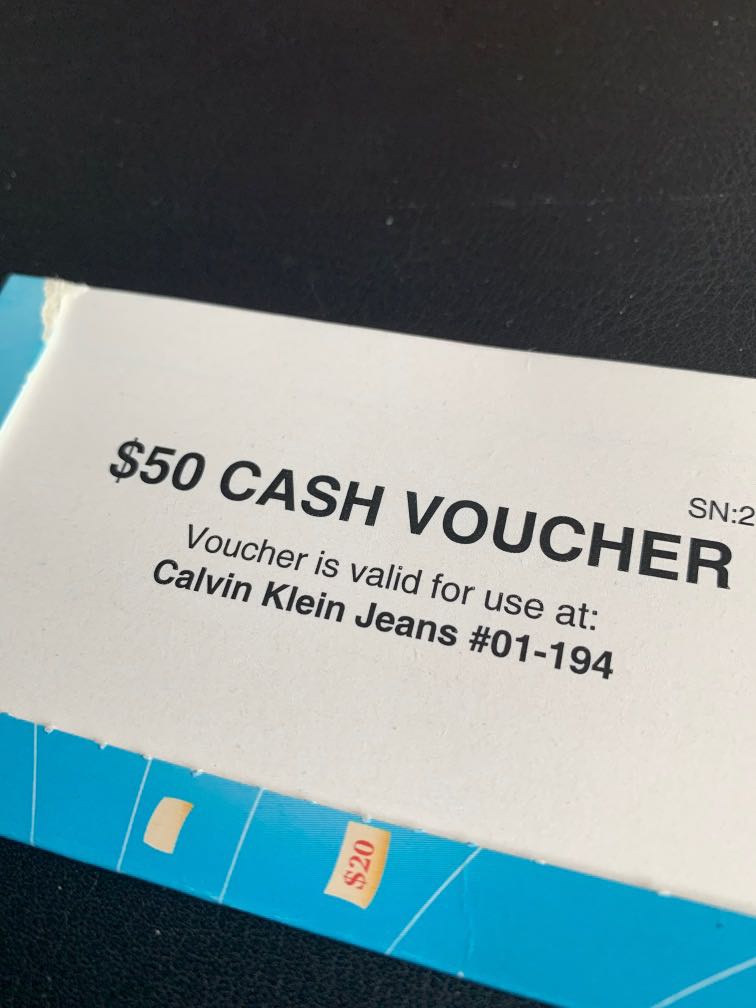 SN:2
$50 CASH VOUCHER
Voucher is valid for use at:
Calvin Klein Jeans #01-194
$20